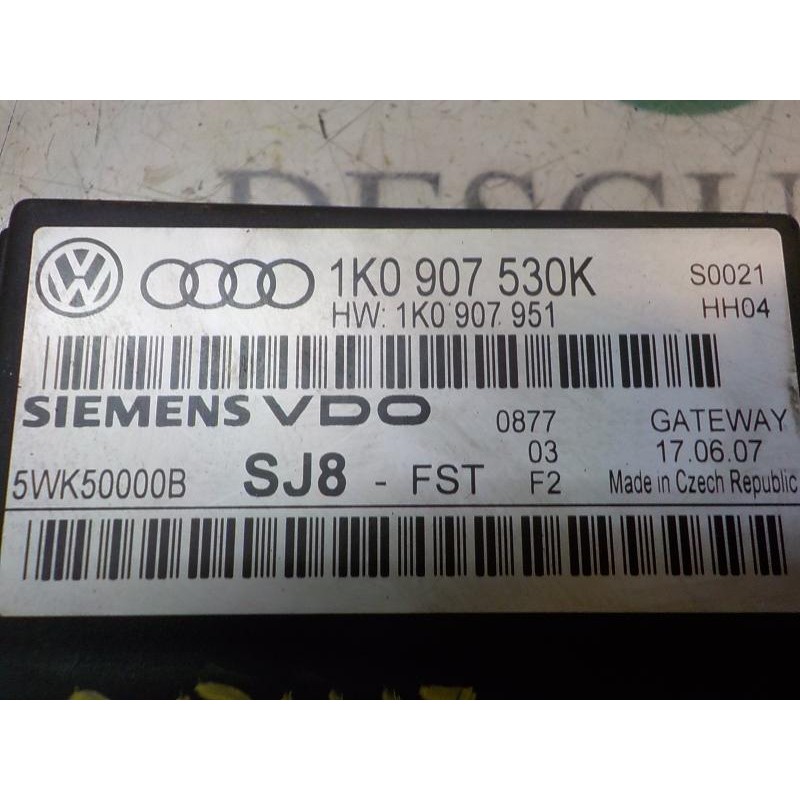 DESGU
1K0 907 530K S0021
HW: 1K0 907 951 HH04
SIEMENS VDO 0877 GATEWAY
03 17.06.07
5WK50000B SJ8 - FST F2 Made in Czech Republic